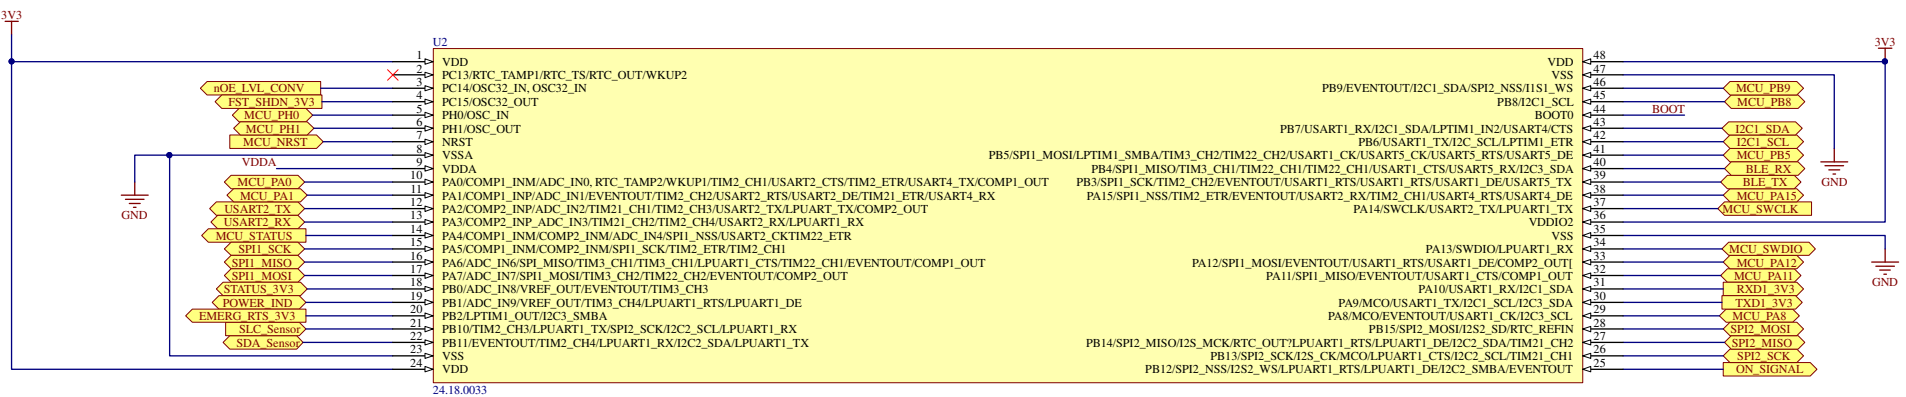 3V3
3V3
U2
1 VDD
2 PC13/RTC_TAMP1/RTC_TS/RTC_OUT/WKUP2
nOE_LVL_CONV 3 PC14/OSC32_IN, OSC32_IN
FST_SHDN_3V3 4 PC15/OSC32_OUT
MCU_PH0 5 PH0/OSC_IN
MCU_PH1 6 PH1/OSC_OUT
MCU_NRST 7 NRST
8 VSSA
VDDA 9 VDDA
MCU_PA0 10 PA0/COMP1_INM/ADC_IN0, RTC_TAMP2/WKUP1/TIM2_CH1/USART2_CTS/TIM2_ETR/USART4_TX/COMP1_OUT
MCU_PA1 11 PA1/COMP1_INP/ADC_IN1/EVENTOUT/TIM2_CH2/USART2_RTS/USART2_DE/TIM21_ETR/USART4_RX
USART2_TX 12 PA2/COMP2_INP/ADC_IN2/TIM21_CH1/TIM2_CH3/USART2_TX/LPUART_TX/COMP2_OUT
USART2_RX 13 PA3/COMP2_INP_ADC_IN3/TIM21_CH2/TIM2_CH4/USART2_RX/LPUART1_RX
MCU_STATUS 14 PA4/COMP1_INM/COMP2_INM/ADC_IN4/SPI1_NSS/USART2_CKTIM22_ETR
SPI1_SCK 15 PA5/COMP1_INM/COMP2_INM/SPI1_SCK/TIM2_ETR/TIM2_CH1
SPI1_MISO 16 PA6/ADC_IN6/SPI_MISO/TIM3_CH1/TIM3_CH1/LPUART1_CTS/TIM22_CH1/EVENTOUT/COMP1_OUT
SPI1_MOSI 17 PA7/ADC_IN7/SPI1_MOSI/TIM3_CH2/TIM22_CH2/EVENTOUT/COMP2_OUT
STATUS_3V3 18 PB0/ADC_IN8/VREF_OUT/EVENTOUT/TIM3_CH3
POWER_IND 19 PB1/ADC_IN9/VREF_OUT/TIM3_CH4/LPUART1_RTS/LPUART1_DE
EMERG_RTS_3V3 20 PB2/LPTIM1_OUT/I2C3_SMBA
SLC_Sensor 21 PB10/TIM2_CH3/LPUART1_TX/SPI2_SCK/I2C2_SCL/LPUART1_RX
SDA_Sensor 22 PB11/EVENTOUT/TIM2_CH4/LPUART1_RX/I2C2_SDA/LPUART1_TX
23 VSS
24 VDD
GND
VDD 48
VSS 47
PB9/EVENTOUT/I2C1_SDA/SPI2_NSS/I1S1_WS 46 MCU_PB9
PB8/I2C1_SCL 45 MCU_PB8
BOOT0 44 BOOT
PB7/USART1_RX/I2C1_SDA/LPTIM1_IN2/USART4/CTS 43 I2C1_SDA
PB6/USART1_TX/I2C_SCL/LPTIM1_ETR 42 I2C1_SCL
PB5/SPI1_MOSI/LPTIM1_SMBA/TIM3_CH2/TIM22_CH2/USART1_CK/USART5_CK/USART5_RTS/USART5_DE 41 MCU_PB5
PB4/SPI1_MISO/TIM3_CH1/TIM22_CH1/TIM22_CH1/USART1_CTS/USART5_RX/I2C3_SDA 40 BLE_RX
PB3/SPI1_SCK/TIM2_CH2/EVENTOUT/USART1_RTS/USART1_RTS/USART1_DE/USART5_TX 39 BLE_TX
PA15/SPI1_NSS/TIM2_ETR/EVENTOUT/USART2_RX/TIM2_CH1/USART4_RTS/USART4_DE 38 MCU_PA15
PA14/SWCLK/USART2_TX/LPUART1_TX 37 MCU_SWCLK
VDDIO2 36
VSS 35
PA13/SWDIO/LPUART1_RX 34 MCU_SWDIO
PA12/SPI1_MOSI/EVENTOUT/USART1_RTS/USART1_DE/COMP2_OUT[ 33 MCU_PA12
PA11/SPI1_MISO/EVENTOUT/USART1_CTS/COMP1_OUT 32 MCU_PA11
PA10/USART1_RX/I2C1_SDA 31 RXD1_3V3
PA9/MCO/USART1_TX/I2C1_SCL/I2C3_SDA 30 TXD1_3V3
PA8/MCO/EVENTOUT/USART1_CK/I2C3_SCL 29 MCU_PA8
PB15/SPI2_MOSI/I2S2_SD/RTC_REFIN 28 SPI2_MOSI
PB14/SPI2_MISO/I2S_MCK/RTC_OUT?LPUART1_RTS/LPUART1_DE/I2C2_SDA/TIM21_CH2 27 SPI2_MISO
PB13/SPI2_SCK/I2S_CK/MCO/LPUART1_CTS/I2C2_SCL/TIM21_CH1 26 SPI2_SCK
PB12/SPI2_NSS/I2S2_WS/LPUART1_RTS/LPUART1_DE/I2C2_SMBA/EVENTOUT 25 ON_SIGNAL
GND
GND
24.18.0033